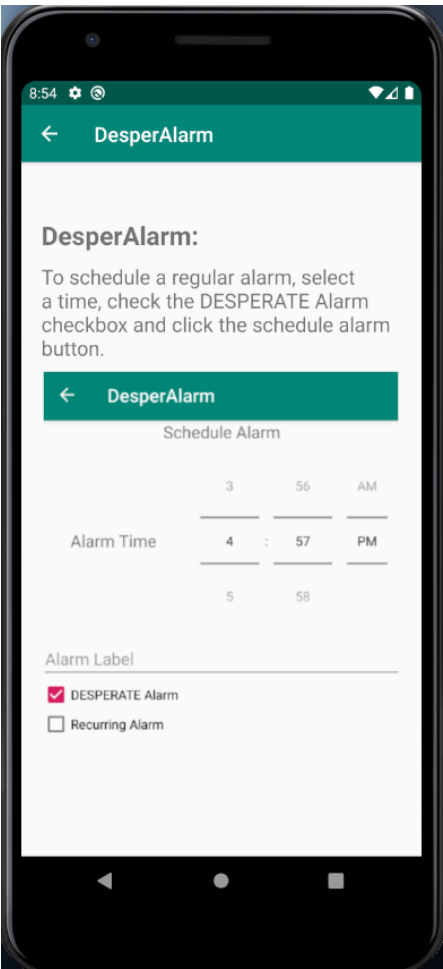 8:54
DesperAlarm
DesperAlarm:
To schedule a regular alarm, select
a time, check the DESPERATE Alarm
checkbox and click the schedule alarm
button.
DesperAlarm
Schedule Alarm
3 56 AM
Alarm Time 4 : 57 PM
5 58
Alarm Label
DESPERATE Alarm
Recurring Alarm